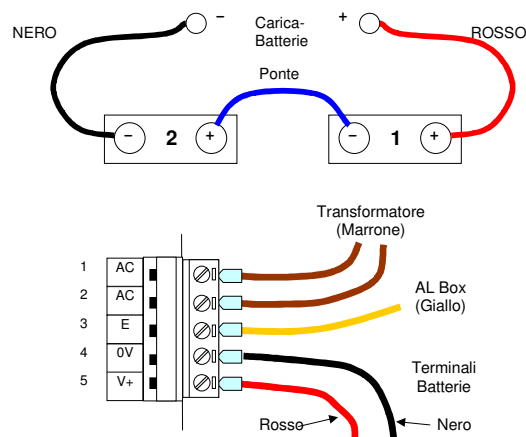 NERO
−
Carica-
Batterie
+
ROSSO
Ponte
− 2 +
− 1 +
Transformatore
(Marrone)
1 AC
2 AC
3 E
4 0V
5 V+
AL Box
(Giallo)
Terminali
Batterie
Rosso
Nero